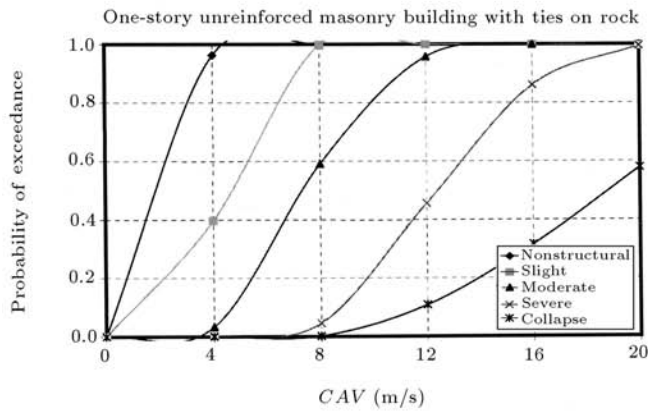 One-story unreinforced masonry building with ties on rock
Probability of exceedance
1.0
0.8
0.6
0.4
0.2
0.0
0
4
8
12
16
20
CAV (m/s)
Nonstructural
Slight
Moderate
Severe
Collapse